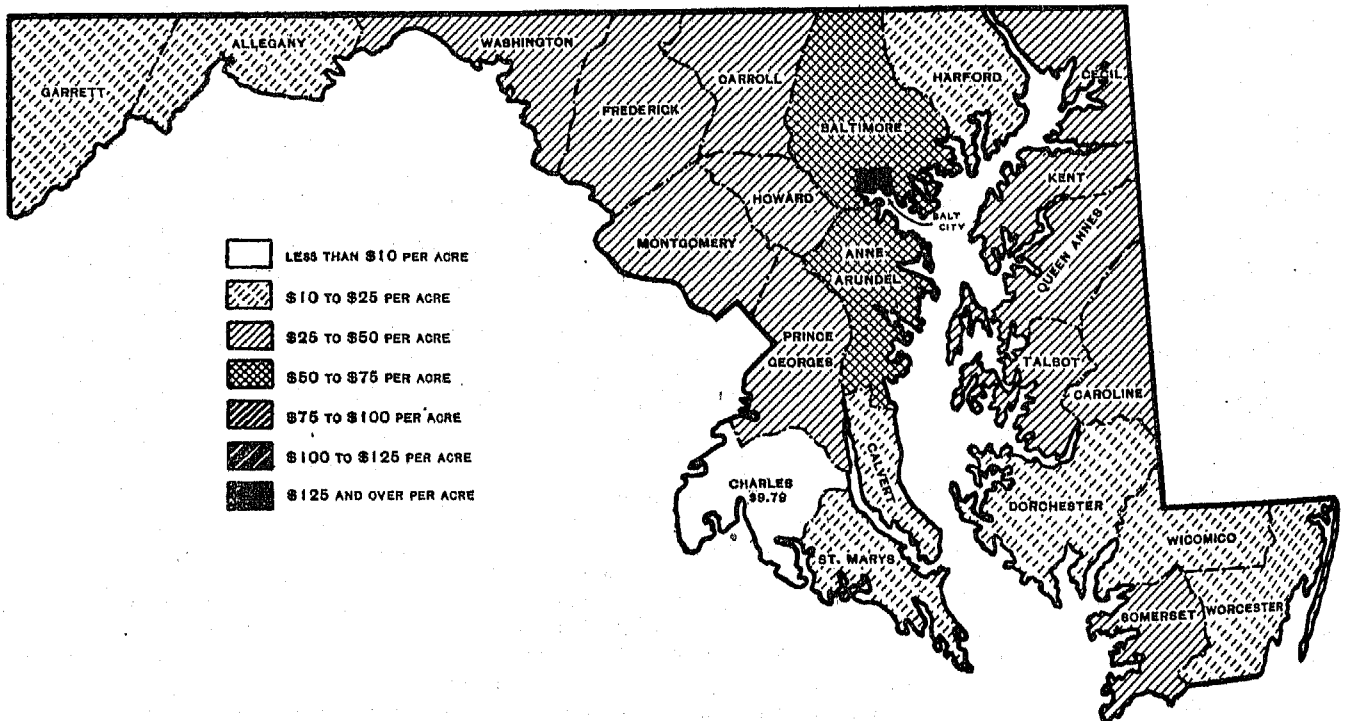 ALLEGANY
WASHINGTON
GARRETT
FREDERICK
CARROLL
BALTIMORE
HARFORD
CECIL
KENT
HOWARD
BALT
CITY
MONTGOMERY
ANNE
ARUNDEL
QUEEN ANNES
PRINCE
GEORGES
TALBOT
CAROLINE
CALVERT
CHARLES
$9.79
DORCHESTER
WICOMICO
ST. MARYS
SOMERSET
WORCESTER
LESS THAN $10 PER ACRE
$10 TO $25 PER ACRE
$25 TO $50 PER ACRE
$50 TO $75 PER ACRE
$75 TO $100 PER ACRE
$100 TO $125 PER ACRE
$125 AND OVER PER ACRE